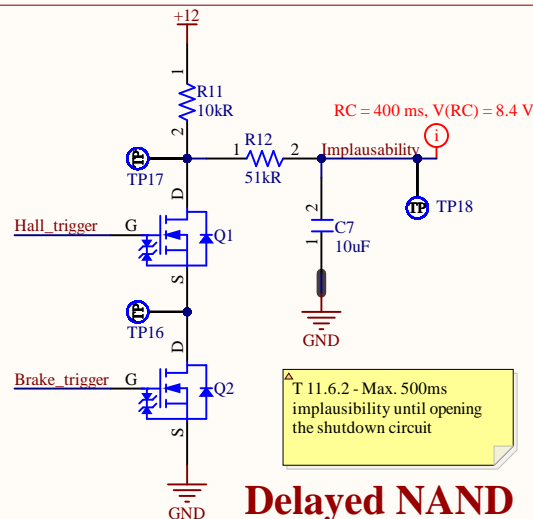 +12
1
R11
10kR
2
RC = 400 ms, V(RC) = 8.4 V
i
R12
1
2
51kR
Implausability
TP
TP17
TP
TP18
D
Hall_trigger
G
Q1
S
2
C7
1
10uF
GND
TP
TP16
D
Brake_trigger
G
Q2
S
GND
T 11.6.2 - Max. 500ms
implausibility until opening
the shutdown circuit
Delayed NAND